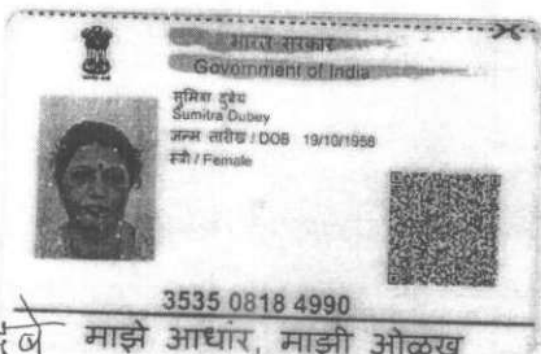 भारत सरकार
Government of India
सुमित्रा
Sumitra Dubey
जन्म तारीख / DOB 19/10/1958
स्त्री / Female
3535 0818 4990
माझे आधार, माझी ओळख